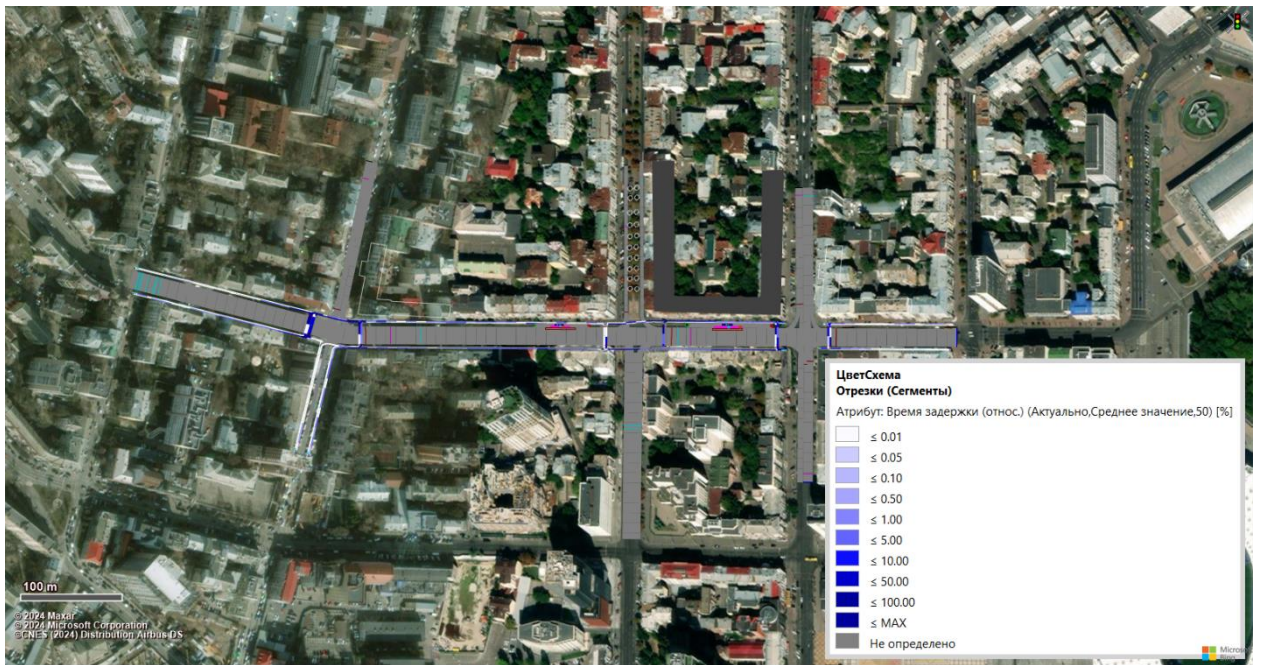 ЦветСхема
Отрезки (Сегменты)
Атрибут: Время задержки (относ.) (Актуально,Среднее значение,50) [%]
≤ 0.01
≤ 0.05
≤ 0.10
≤ 0.50
≤ 1.00
≤ 5.00
≤ 10.00
≤ 50.00
≤ 100.00
≤ MAX
Не определено
100 m
© 2024 Maxar
© 2024 Microsoft Corporation
©CNES (2024) Distribution Airbus DS